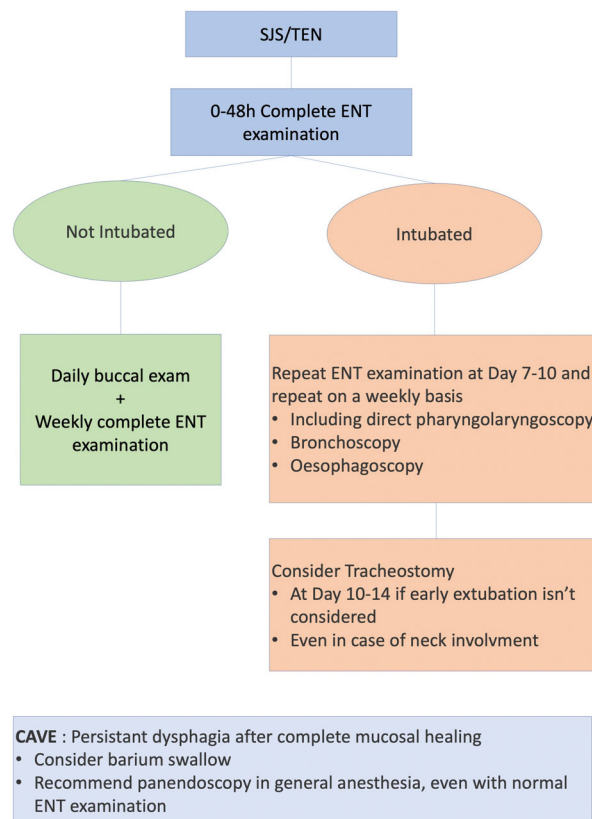 SJS/TEN
0-48h Complete ENT
examination
Not Intubated
Intubated
Daily buccal exam
+
Weekly complete ENT
examination
Repeat ENT examination at Day 7-10 and
repeat on a weekly basis
• Including direct pharyngolaryngoscopy
• Bronchoscopy
• Oesophagoscopy
Consider Tracheostomy
• At Day 10-14 if early extubation isn’t
considered
• Even in case of neck involvment
CAVE : Persistant dysphagia after complete mucosal healing
• Consider barium swallow
• Recommend panendoscopy in general anesthesia, even with normal
ENT examination